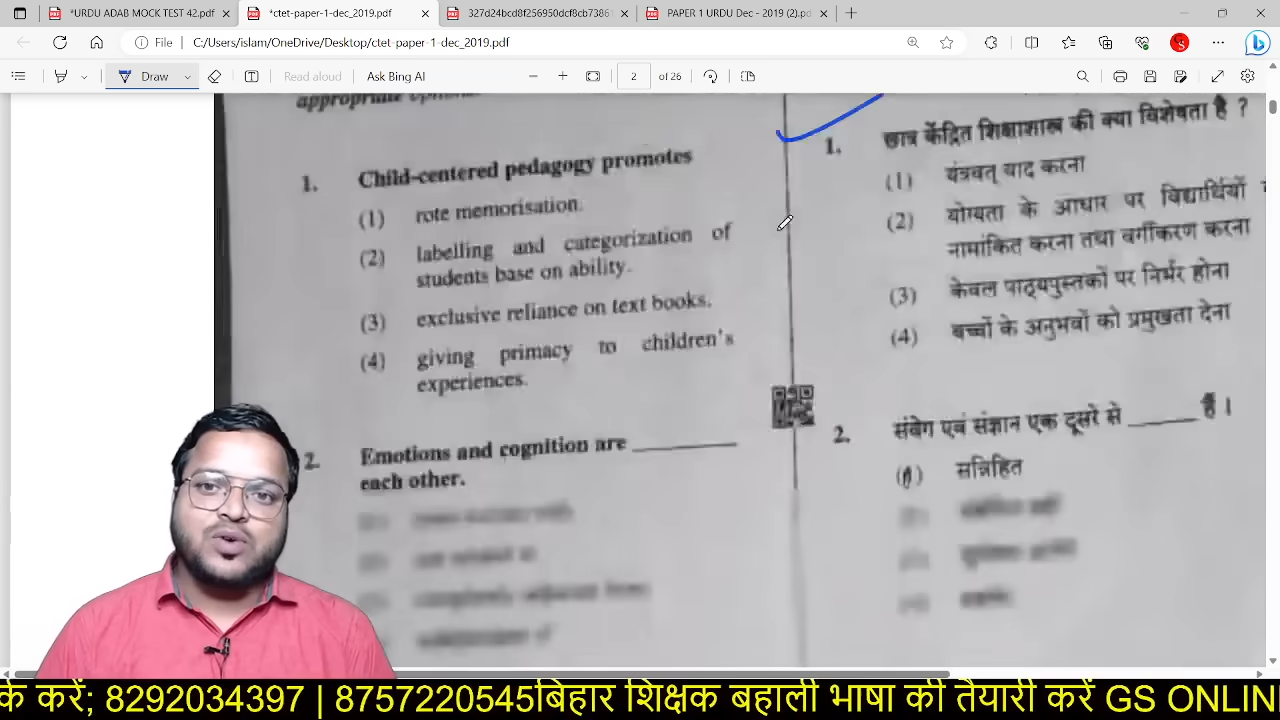 *URDU ADAB MOCK TEST 42.pdf
*ctet-paper-1-dec_2019.pdf
327d24bcd8f256950dcf8cb7386
PAPER 1 URDU Dec - 2019 (2).pd
File
C:/Users/islam/OneDrive/Desktop/ctet-paper-1-dec_2019.pdf
Draw
Read aloud
Ask Bing AI
2 of 26
appropriate
1. Child-centered pedagogy promotes
(1) rote memorisation.
(2) labelling and categorization of
students base on ability.
(3) exclusive reliance on text books.
(4) giving primacy to children's
experiences.
2. Emotions and cognition are ________
each other.
1. छात्र केंद्रित शिक्षाशास्त्र की क्या विशेषता है ?
(1) यंत्रवत् याद करना
(2) योग्यता के आधार पर विद्यार्थियों
नामांकित करना तथा वर्गीकरण करना
(3) केवल पाठ्यपुस्तकों पर निर्भर होना
(4) बच्चों के अनुभवों को प्रमुखता देना
2. संवेग एवं संज्ञान एक दूसरे से ______ हैं ।
सन्निहित
र्क करें; 8292034397 | 8757220545बिहार शिक्षक बहाली भाषा की तैयारी करें GS ONLIN